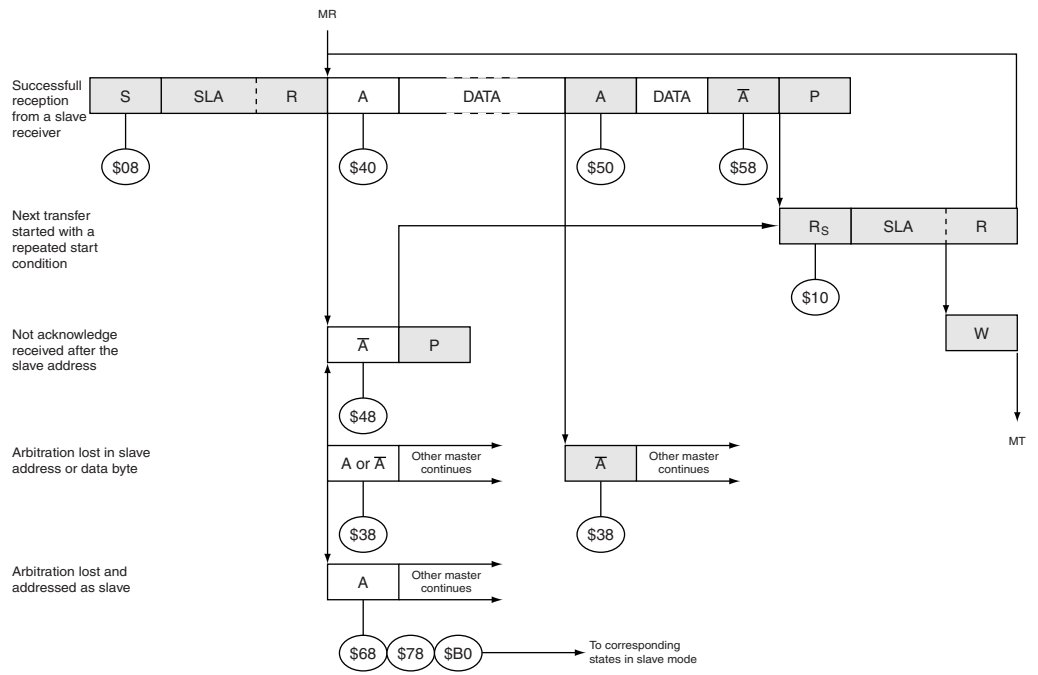 MR
Successfull
reception
from a slave
receiver
S SLA R A DATA A DATA A̅ P
$08 $40 $50 $58
Next transfer
started with a
repeated start
condition
RS SLA R
$10
Not acknowledge
received after the
slave address
A̅ P
W
$48
MT
Arbitration lost in slave
address or data byte
A or A̅
Other master
continues
A̅
Other master
continues
$38 $38
Arbitration lost and
addressed as slave
A
Other master
continues
$68 $78 $B0
To corresponding
states in slave mode